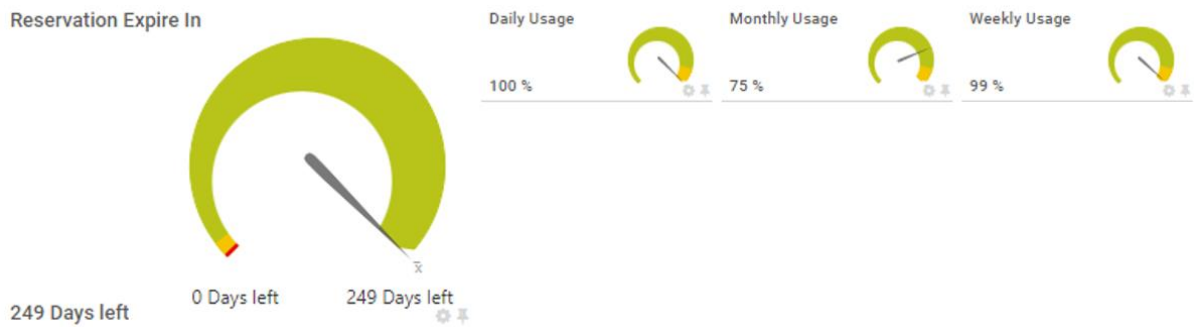 Reservation Expire In
0 Days left
249 Days left
x
249 Days left
Daily Usage
100 %
Monthly Usage
75 %
Weekly Usage
99 %